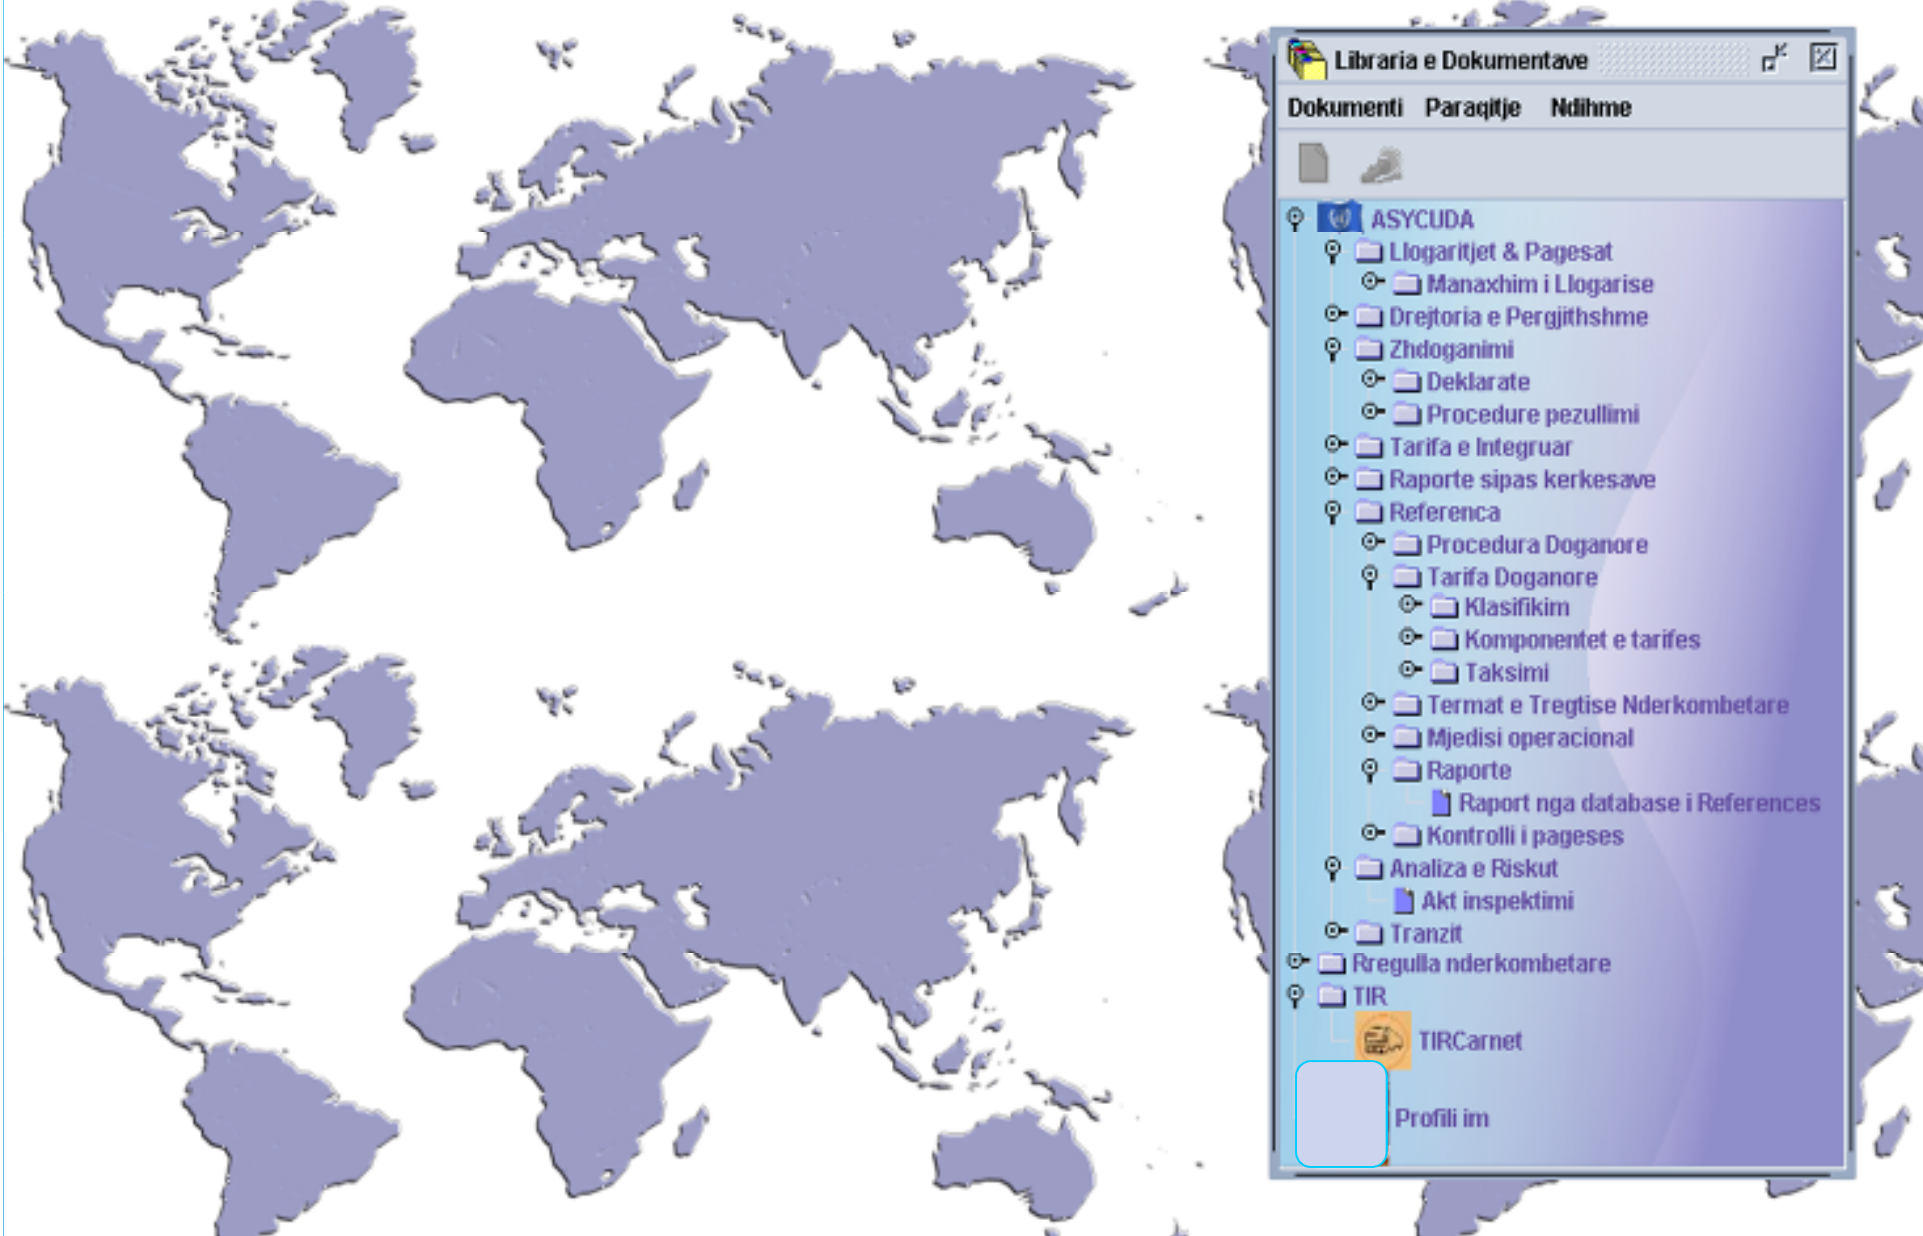 Libraria e Dokumentave
Dokumenti Paraqitje Ndihme
ASYCUDA
Llogaritjet & Pagesat
Manaxhim i Llogarise
Drejtoria e Pergjithshme
Zhdoganimi
Deklarate
Procedure pezullimi
Tarifa e Integruar
Raporte sipas kerkesave
Referenca
Procedura Doganore
Tarifa Doganore
Klasifikim
Komponentet e tarifes
Taksimi
Termat e Tregtise Nderkombetare
Mjedisi operacional
Raporte
Raport nga database i References
Kontrolli i pageses
Analiza e Riskut
Akt inspektimi
Tranzit
Rregulla nderkombetare
TIR
TIRCarnet
Profili im